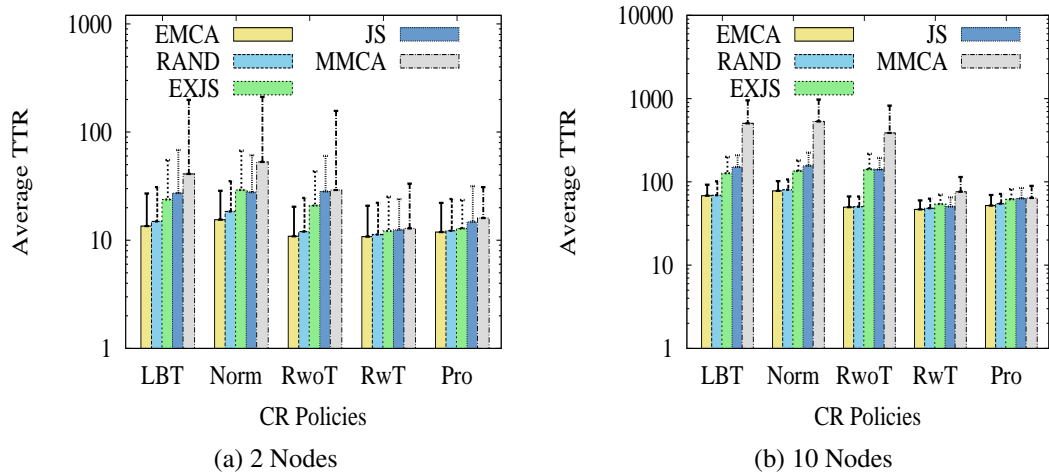 1000
100
10
1
Average TTR
EMCA
RAND
EXJS
JS
MMCA
LBT Norm RwoT RwT Pro
CR Policies
(a) 2 Nodes
10000
1000
100
10
1
Average TTR
EMCA
RAND
EXJS
JS
MMCA
LBT Norm RwoT RwT Pro
CR Policies
(b) 10 Nodes